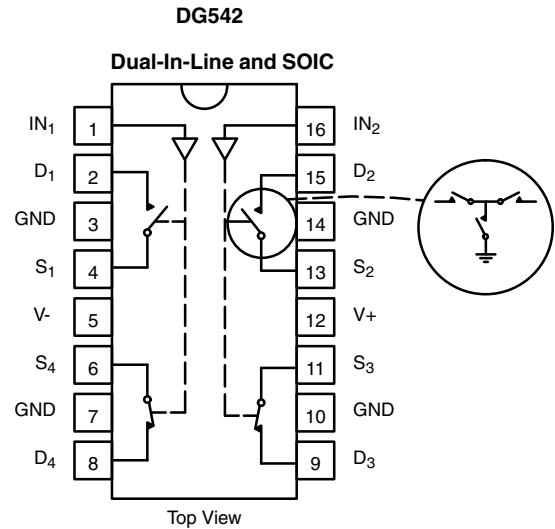 DG542
Dual-In-Line and SOIC
IN1 1 16 IN2
D1 2 15 D2
GND 3 14 GND
S1 4 13 S2
V- 5 12 V+
S4 6 11 S3
GND 7 10 GND
D4 8 9 D3
Top View